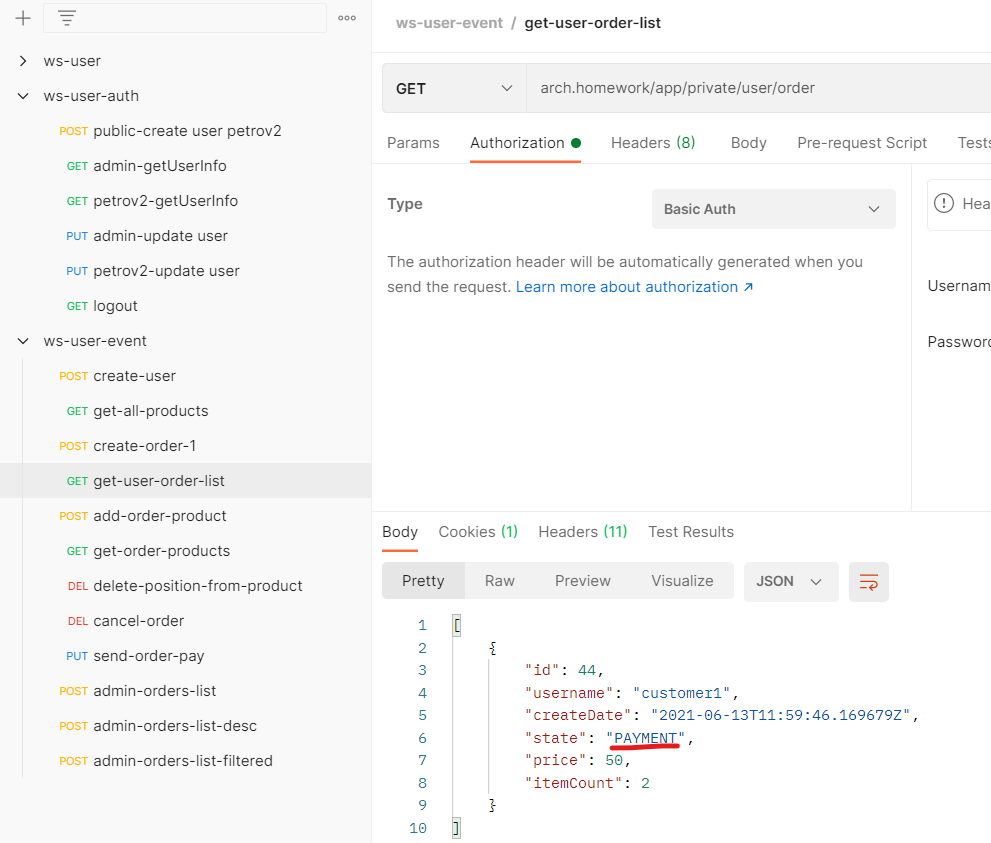 ws-user
ws-user-auth
POST public-create user petrov2
GET admin-getUserInfo
GET petrov2-getUserInfo
PUT admin-update user
PUT petrov2-update user
GET logout
ws-user-event
POST create-user
GET get-all-products
POST create-order-1
GET get-user-order-list
POST add-order-product
GET get-order-products
DEL delete-position-from-product
DEL cancel-order
PUT send-order-pay
POST admin-orders-list
POST admin-orders-list-desc
POST admin-orders-list-filtered
ws-user-event / get-user-order-list
GET arch.homework/app/private/user/order
Params Authorization Headers (8) Body Pre-request Script Tests
Type Basic Auth
The authorization header will be automatically generated when you
send the request. Learn more about authorization ↗
Hea
Usernam
Password
Body Cookies (1) Headers (11) Test Results
Pretty Raw Preview Visualize JSON
1 [
2 {
3 "id": 44,
4 "username": "customer1",
5 "createDate": "2021-06-13T11:59:46.169679Z",
6 "state": "PAYMENT",
7 "price": 50,
8 "itemCount": 2
9 }
10 ]